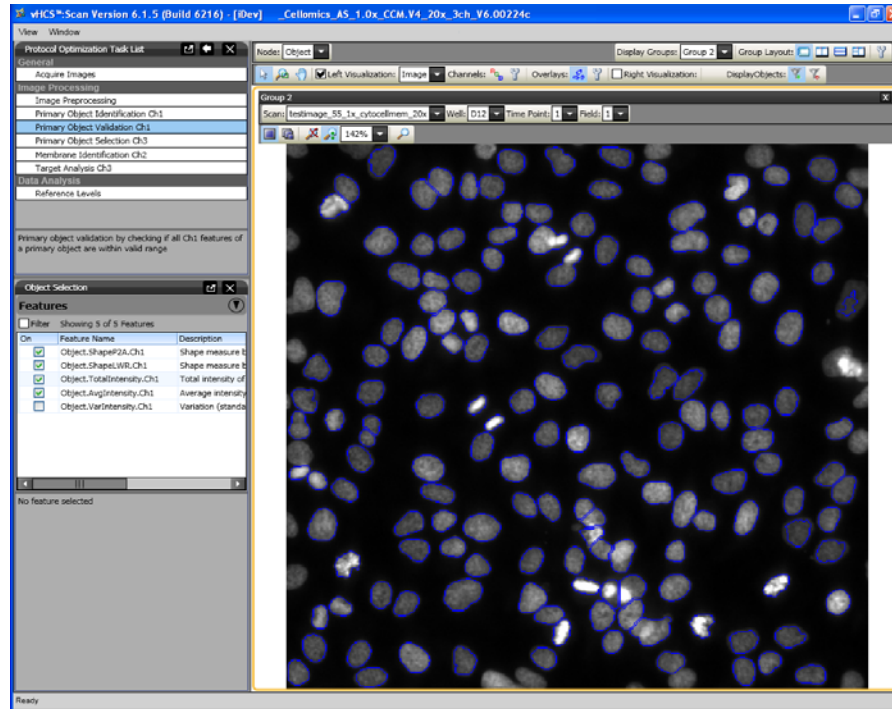 vHCS™:Scan Version 6.1.5 (Build 6216) - [iDev] _Cellomics_AS_1.0x_CCM.V4_20x_3ch_V6.00224c
View Window
Protocol Optimization Task List
General
Acquire Images
Image Processing
Image Preprocessing
Primary Object Identification Ch1
Primary Object Validation Ch1
Primary Object Selection Ch3
Membrane Identification Ch2
Target Analysis Ch3
Data Analysis
Reference Levels
Primary object validation by checking if all Ch1 features of
a primary object are within valid range
Object Selection
Features
Filter Showing 5 of 5 Features
On Feature Name Description
Object.ShapeP2A.Ch1 Shape measure b
Object.ShapeLWR.Ch1 Shape measure b
Object.TotalIntensity.Ch1 Total intensity of
Object.AvgIntensity.Ch1 Average intensity
Object.VarIntensity.Ch1 Variation (standa
No feature selected
Node: Object Display Groups: Group 2 Group Layout:
Left Visualization: Image Channels: Overlays: Right Visualization: DisplayObjects:
Group 2
Scan: testimage_55_1x_cytocellmem_20x Well: D12 Time Point: 1 Field: 1
142%
Ready